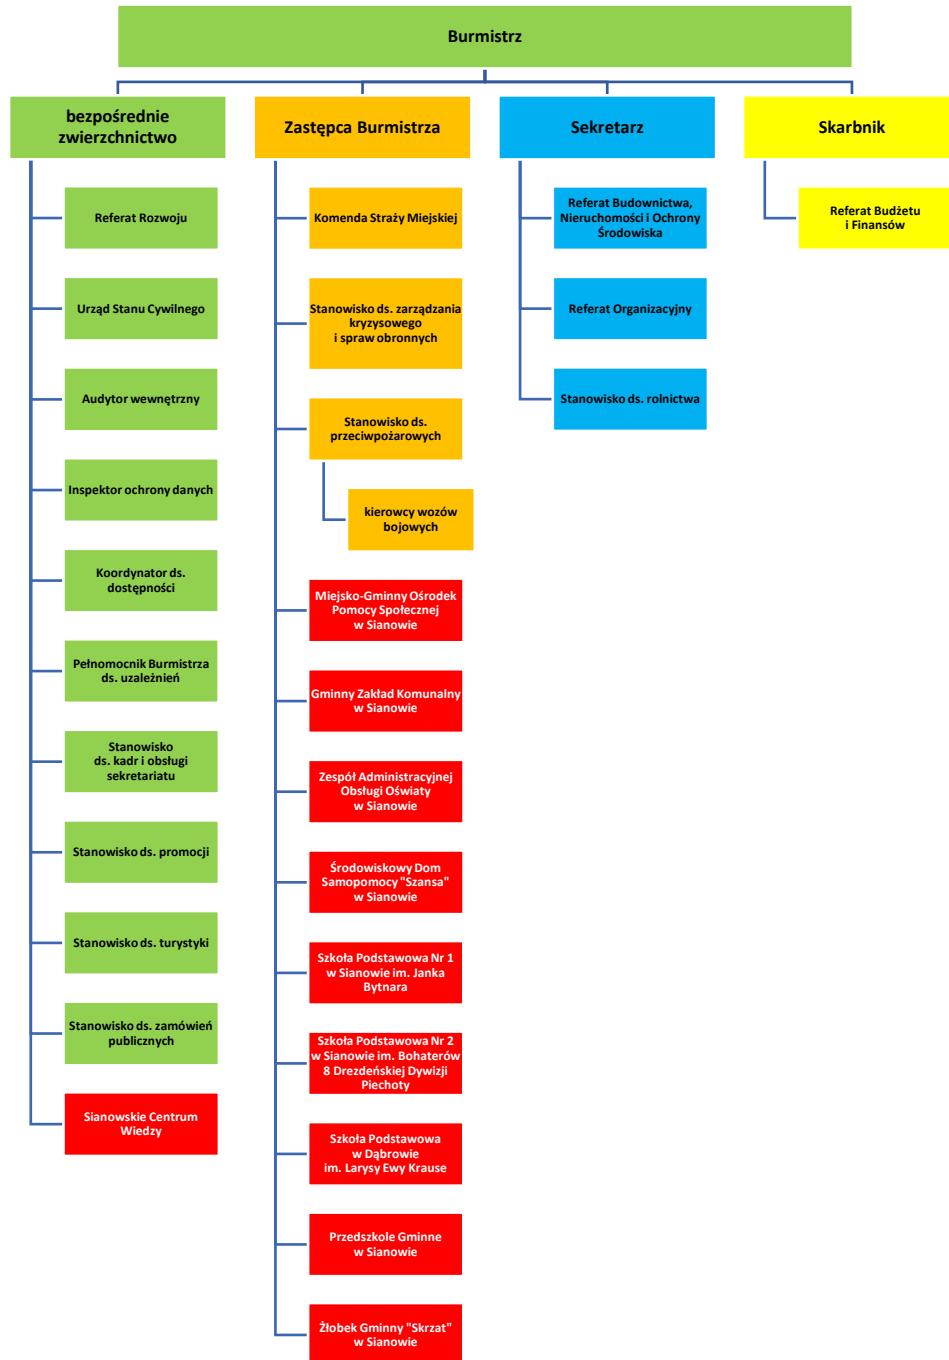 Burmistrz
bezpośrednie
zwierzchnictwo
Referat Rozwoju
Urząd Stanu Cywilnego
Audytor wewnętrzny
Inspektor ochrony danych
Koordynator ds.
dostępności
Pełnomocnik Burmistrza
ds. uzależnień
Stanowisko
ds. kadr i obsługi
sekretariatu
Stanowisko ds. promocji
Stanowisko ds. turystyki
Stanowisko ds. zamówień
publicznych
Sianowskie Centrum
Wiedzy
Zastępca Burmistrza
Komenda Straży Miejskiej
Stanowisko ds. zarządzania
kryzysowego
i spraw obronnych
Stanowisko ds.
przeciwpożarowych
kierowcy wozów
bojowych
Miejsko-Gminny Ośrodek
Pomocy Społecznej
w Sianowie
Gminny Zakład Komunalny
w Sianowie
Zespół Administracyjnej
Obsługi Oświaty
w Sianowie
Środowiskowy Dom
Samopomocy "Szansa"
w Sianowie
Szkoła Podstawowa Nr 1
w Sianowie im. Janka
Bytnara
Szkoła Podstawowa Nr 2
w Sianowie im. Bohaterów
8 Drezdeńskiej Dywizji
Piechoty
Szkoła Podstawowa
w Dąbrowie
im. Larysy Ewy Krause
Przedszkole Gminne
w Sianowie
Żłobek Gminny "Skrzat"
w Sianowie
Sekretarz
Referat Budownictwa,
Nieruchomości i Ochrony
Środowiska
Referat Organizacyjny
Stanowisko ds. rolnictwa
Skarbnik
Referat Budżetu
i Finansów